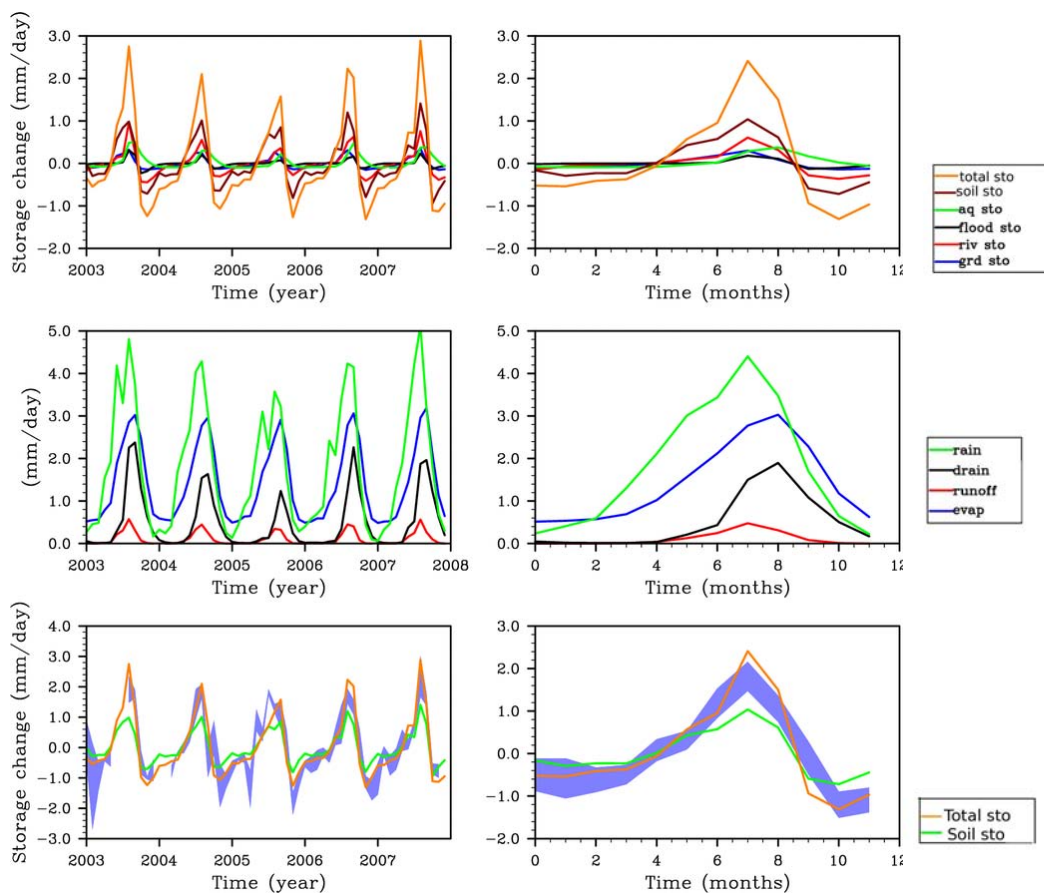 Storage change (mm/day)
3.0
2.0
1.0
0.0
−1.0
−2.0
2003 2004 2005 2006 2007
Time (year)
3.0
2.0
1.0
0.0
−1.0
−2.0
0 2 4 6 8 10 12
Time (months)
total sto
soil sto
aq sto
flood sto
riv sto
grd sto
(mm/day)
5.0
4.0
3.0
2.0
1.0
0.0
2003 2004 2005 2006 2007 2008
Time (year)
5.0
4.0
3.0
2.0
1.0
0.0
0 2 4 6 8 10 12
Time (months)
rain
drain
runoff
evap
Storage change (mm/day)
4.0
3.0
2.0
1.0
0.0
−1.0
−2.0
−3.0
2003 2004 2005 2006 2007
Time (year)
3.0
2.0
1.0
0.0
−1.0
−2.0
0 2 4 6 8 10 12
Time (months)
Total sto
Soil sto